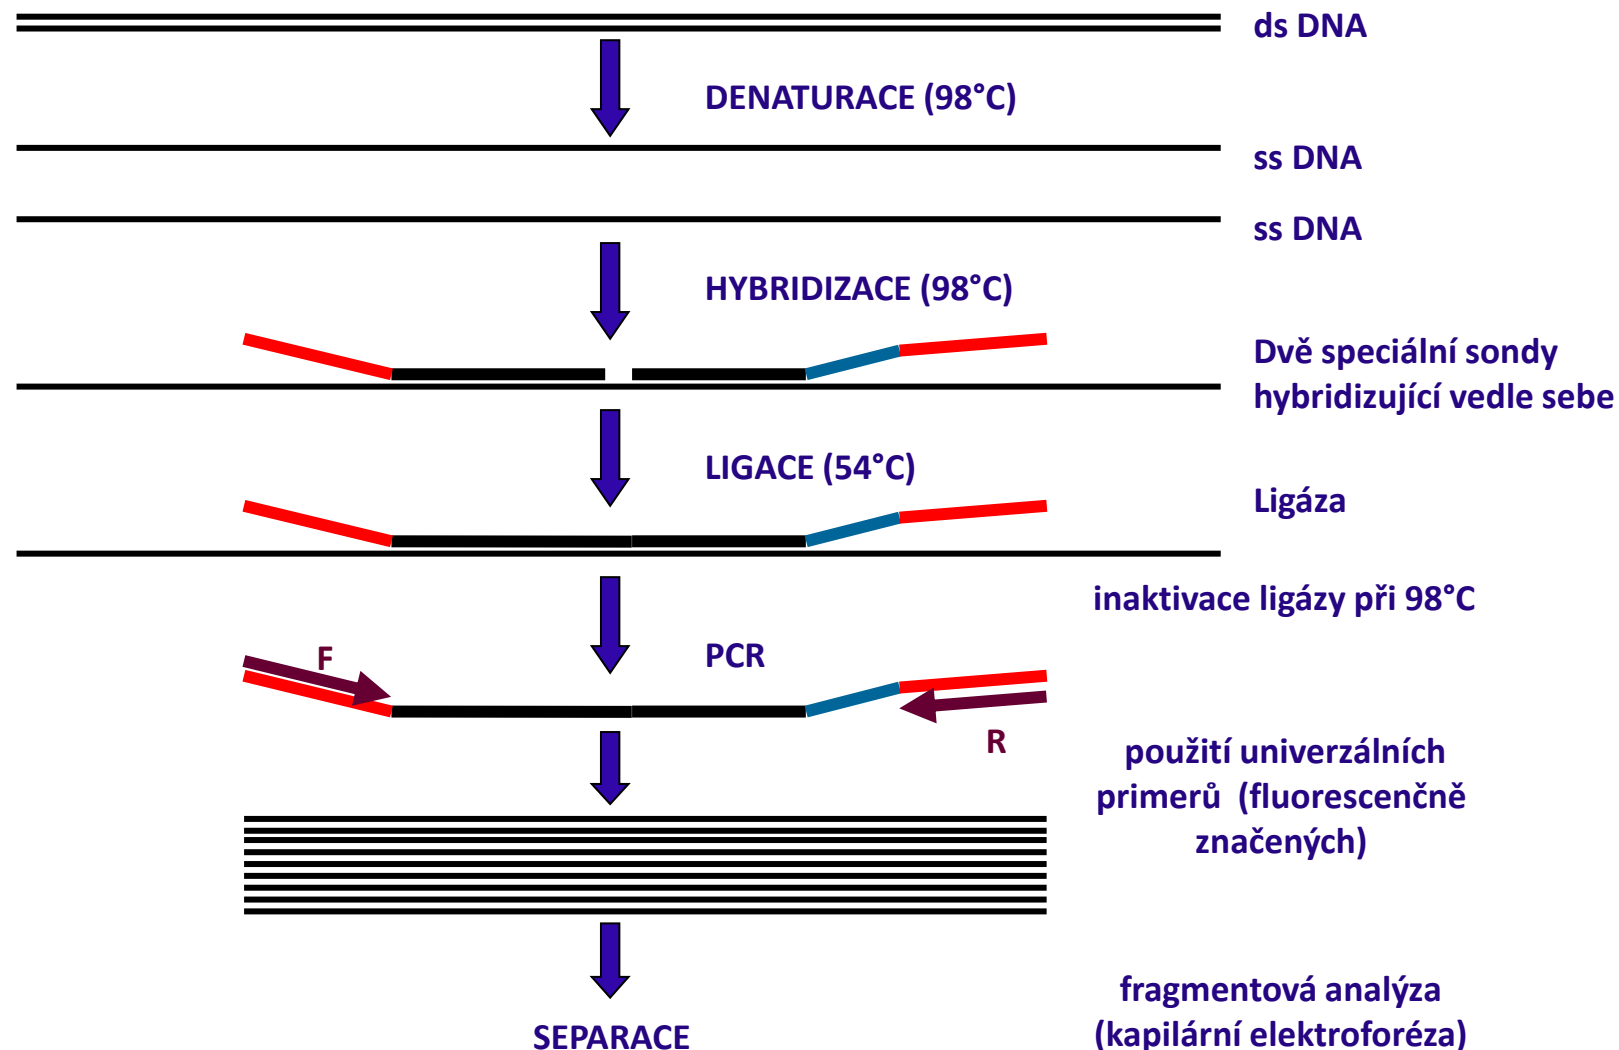 ds DNA
DENATURACE (98°C)
ss DNA
ss DNA
HYBRIDIZACE (98°C)
Dvě speciální sondy
hybridizující vedle sebe
LIGACE (54°C)
Ligáza
inaktivace ligázy při 98°C
F
PCR
R
použití univerzálních
primerů (fluorescenčně
značených)
fragmentová analýza
(kapilární elektroforéza)
SEPARACE